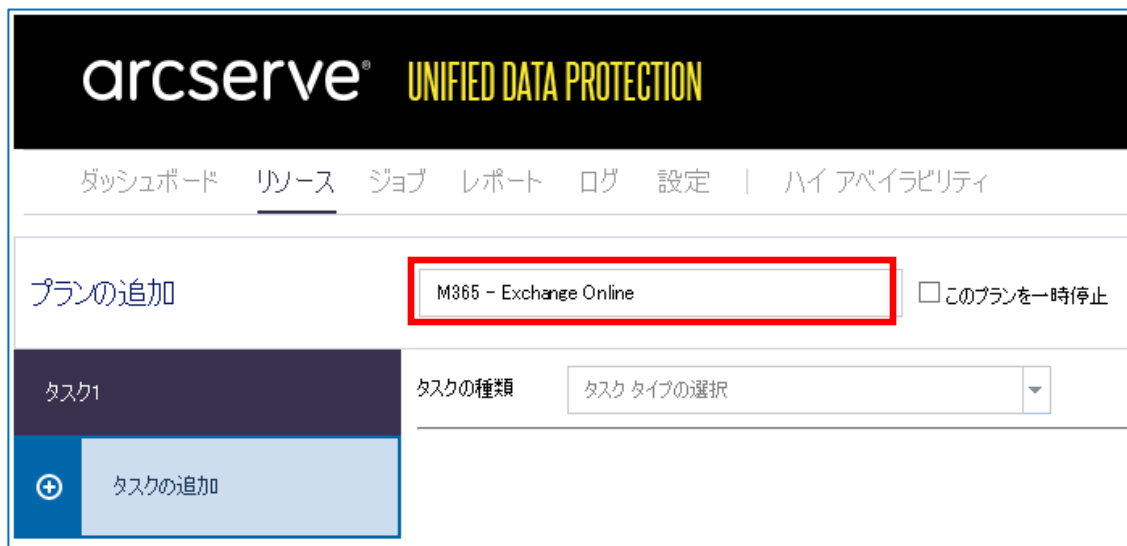 arcserve® UNIFIED DATA PROTECTION
ダッシュボード リソース ジョブ レポート ログ 設定 | ハイ アベイラビリティ
プランの追加 M365 - Exchange Online このプランを一時停止
タスク1 タスクの種類 タスク タイプの選択
タスクの追加